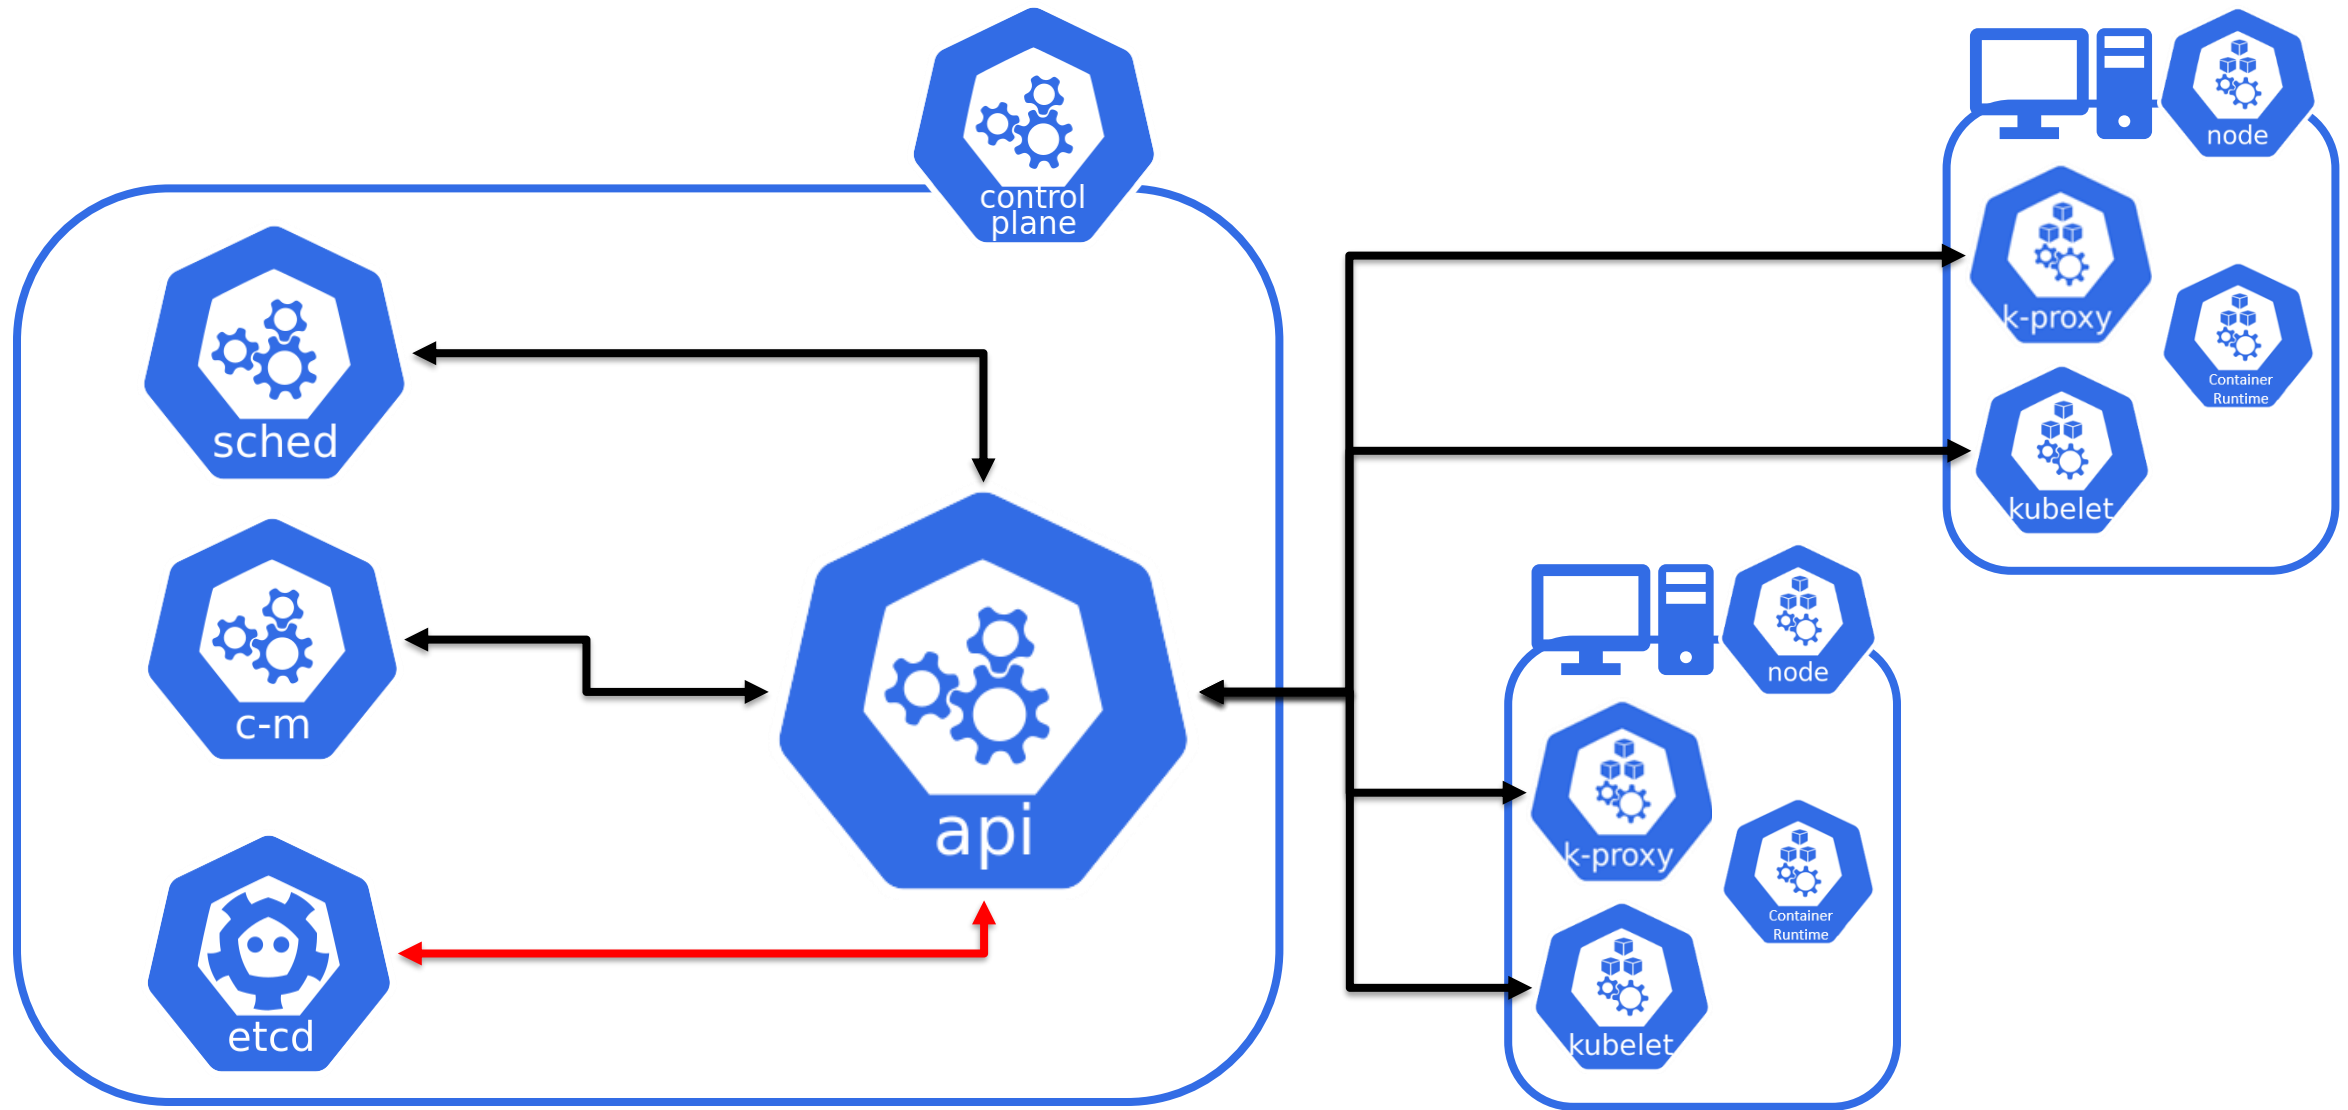 control
plane
sched
c-m
etcd
api
node
k-proxy
Container
Runtime
kubelet
node
k-proxy
Container
Runtime
kubelet